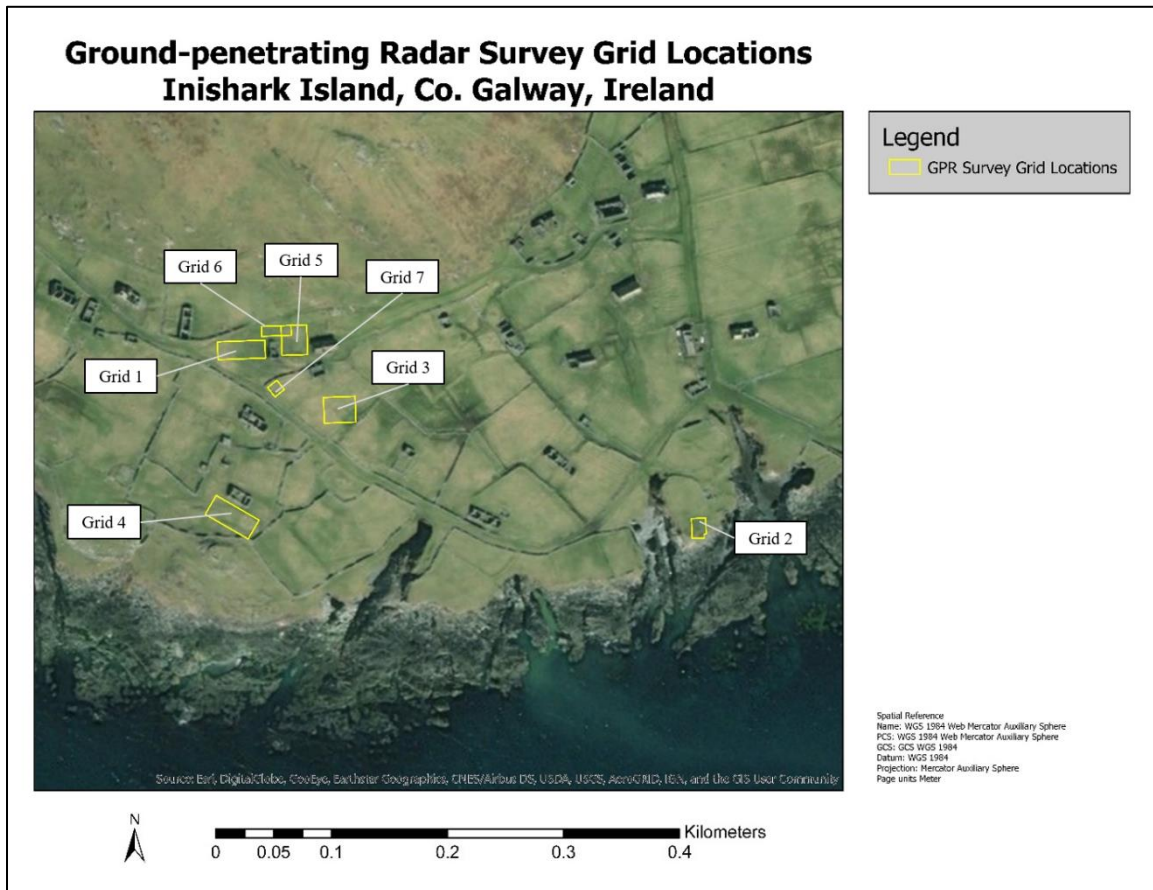 Ground-penetrating Radar Survey Grid Locations
Inishark Island, Co. Galway, Ireland
Legend
GPR Survey Grid Locations
Grid 6
Grid 5
Grid 7
Grid 1
Grid 3
Grid 4
Grid 2
Spatial Reference
Name: WGS 1984 Web Mercator Auxiliary Sphere
PCS: WGS 1984 Web Mercator Auxiliary Sphere
GCS: GCS WGS 1984
Datum: WGS 1984
Projection: Mercator Auxiliary Sphere
Page units Meter
Source: Esri, DigitalGlobe, GeoEye, Earthstar Geographics, CNES/Airbus DS, USDA, USGS, AeroGRID, IGN, and the GIS User Community
N
Kilometers
0 0.05 0.1 0.2 0.3 0.4